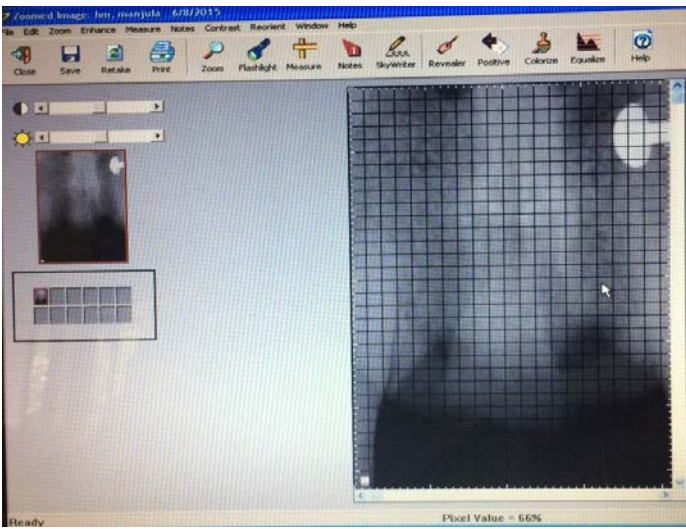 Zoomed Image: hm, manjula 6/8/2015
File Edit Zoom Enhance Measure Notes Contrast Reorient Window Help
Close Save Retake Print Zoom Flashlight Measure Notes SkyWriter Revealer Positive Colorize Equalize Help
Ready Pixel Value = 66%